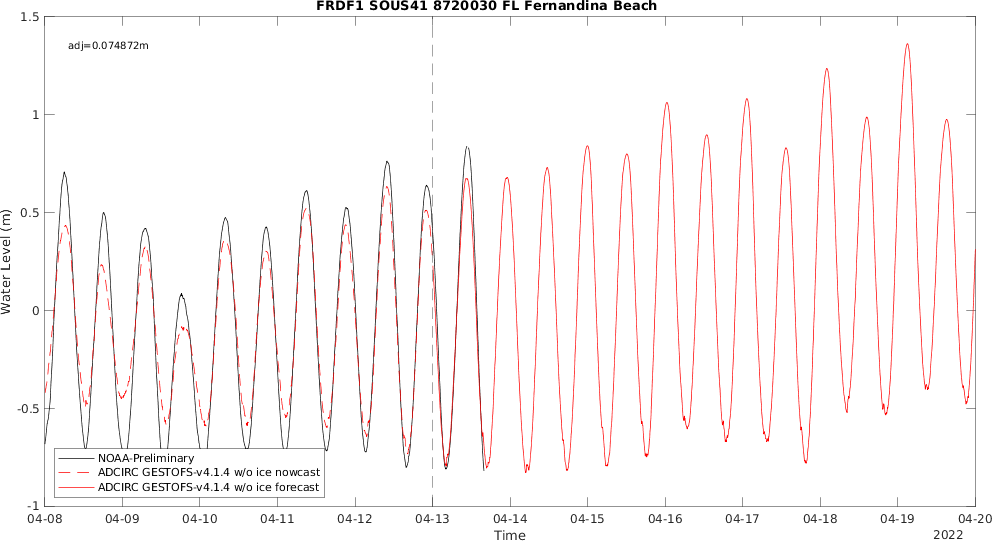 FRDF1 SOUS41 8720030 FL Fernandina Beach
adj=0.074872m
1.5
1
0.5
0
-0.5
-1
Water Level (m)
NOAA-Preliminary
ADCIRC GESTOFS-v4.1.4 w/o ice nowcast
ADCIRC GESTOFS-v4.1.4 w/o ice forecast
04-08 04-09 04-10 04-11 04-12 04-13 04-14 04-15 04-16 04-17 04-18 04-19 04-20
Time
2022